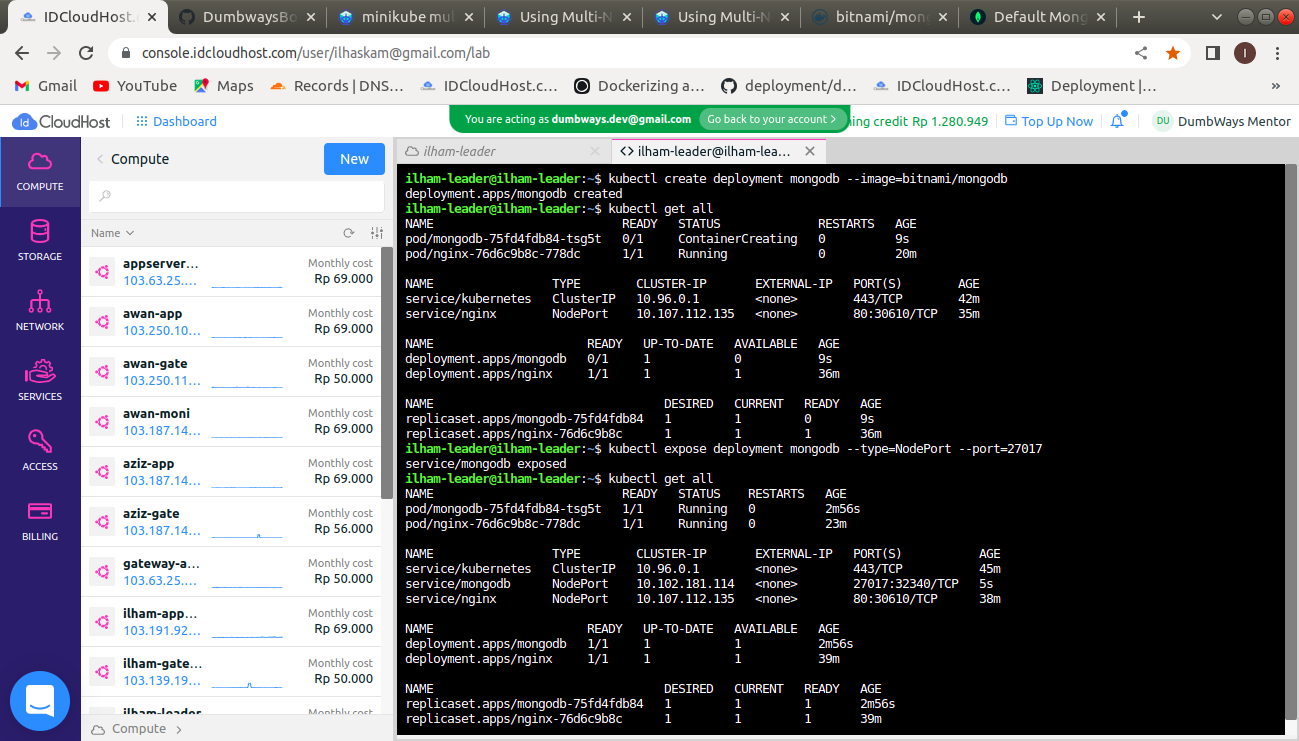 IDCloudHost.
DumbwaysBo
minikube mul
Using Multi-N
Using Multi-N
bitnami/mon
Default Mong
console.idcloudhost.com/user/ilhaskam@gmail.com/lab
I
Gmail
YouTube
Maps
Records | DNS...
IDCloudHost.c...
Dockerizing a...
deployment/d...
IDCloudHost.c...
Deployment |...
»
Id CloudHost
Dashboard
You are acting as dumbways.dev@gmail.com
Go back to your account >
ning credit Rp 1.280.949
Top Up Now
DU
DumbWays Mentor
COMPUTE
STORAGE
NETWORK
SERVICES
ACCESS
BILLING
Compute
New
Name
appserver...
103.63.25....
Monthly cost
Rp 69.000
awan-app
103.250.10...
Monthly cost
Rp 69.000
awan-gate
103.250.11...
Monthly cost
Rp 50.000
awan-moni
103.187.14...
Monthly cost
Rp 69.000
aziz-app
103.187.14...
Monthly cost
Rp 69.000
aziz-gate
103.187.14...
Monthly cost
Rp 56.000
gateway-a...
103.63.25....
Monthly cost
Rp 50.000
ilham-app...
103.191.92...
Monthly cost
Rp 69.000
ilham-gate...
103.139.19...
Monthly cost
Rp 50.000
ilham-leader
Monthly cost
Compute >
ilham-leader
<> ilham-leader@ilham-lea...
ilham-leader@ilham-leader:~$ kubectl create deployment mongodb --image=bitnami/mongodb
deployment.apps/mongodb created
ilham-leader@ilham-leader:~$ kubectl get all
NAME READY STATUS RESTARTS AGE
pod/mongodb-75fd4fdb84-tsg5t 0/1 ContainerCreating 0 9s
pod/nginx-76d6c9b8c-778dc 1/1 Running 0 20m
NAME TYPE CLUSTER-IP EXTERNAL-IP PORT(S) AGE
service/kubernetes ClusterIP 10.96.0.1 <none> 443/TCP 42m
service/nginx NodePort 10.107.112.135 <none> 80:30610/TCP 35m
NAME READY UP-TO-DATE AVAILABLE AGE
deployment.apps/mongodb 0/1 1 0 9s
deployment.apps/nginx 1/1 1 1 36m
NAME DESIRED CURRENT READY AGE
replicaset.apps/mongodb-75fd4fdb84 1 1 0 9s
replicaset.apps/nginx-76d6c9b8c 1 1 1 36m
ilham-leader@ilham-leader:~$ kubectl expose deployment mongodb --type=NodePort --port=27017
service/mongodb exposed
ilham-leader@ilham-leader:~$ kubectl get all
NAME READY STATUS RESTARTS AGE
pod/mongodb-75fd4fdb84-tsg5t 1/1 Running 0 2m56s
pod/nginx-76d6c9b8c-778dc 1/1 Running 0 23m
NAME TYPE CLUSTER-IP EXTERNAL-IP PORT(S) AGE
service/kubernetes ClusterIP 10.96.0.1 <none> 443/TCP 45m
service/mongodb NodePort 10.102.181.114 <none> 27017:32340/TCP 5s
service/nginx NodePort 10.107.112.135 <none> 80:30610/TCP 38m
NAME READY UP-TO-DATE AVAILABLE AGE
deployment.apps/mongodb 1/1 1 1 2m56s
deployment.apps/nginx 1/1 1 1 39m
NAME DESIRED CURRENT READY AGE
replicaset.apps/mongodb-75fd4fdb84 1 1 1 2m56s
replicaset.apps/nginx-76d6c9b8c 1 1 1 39m